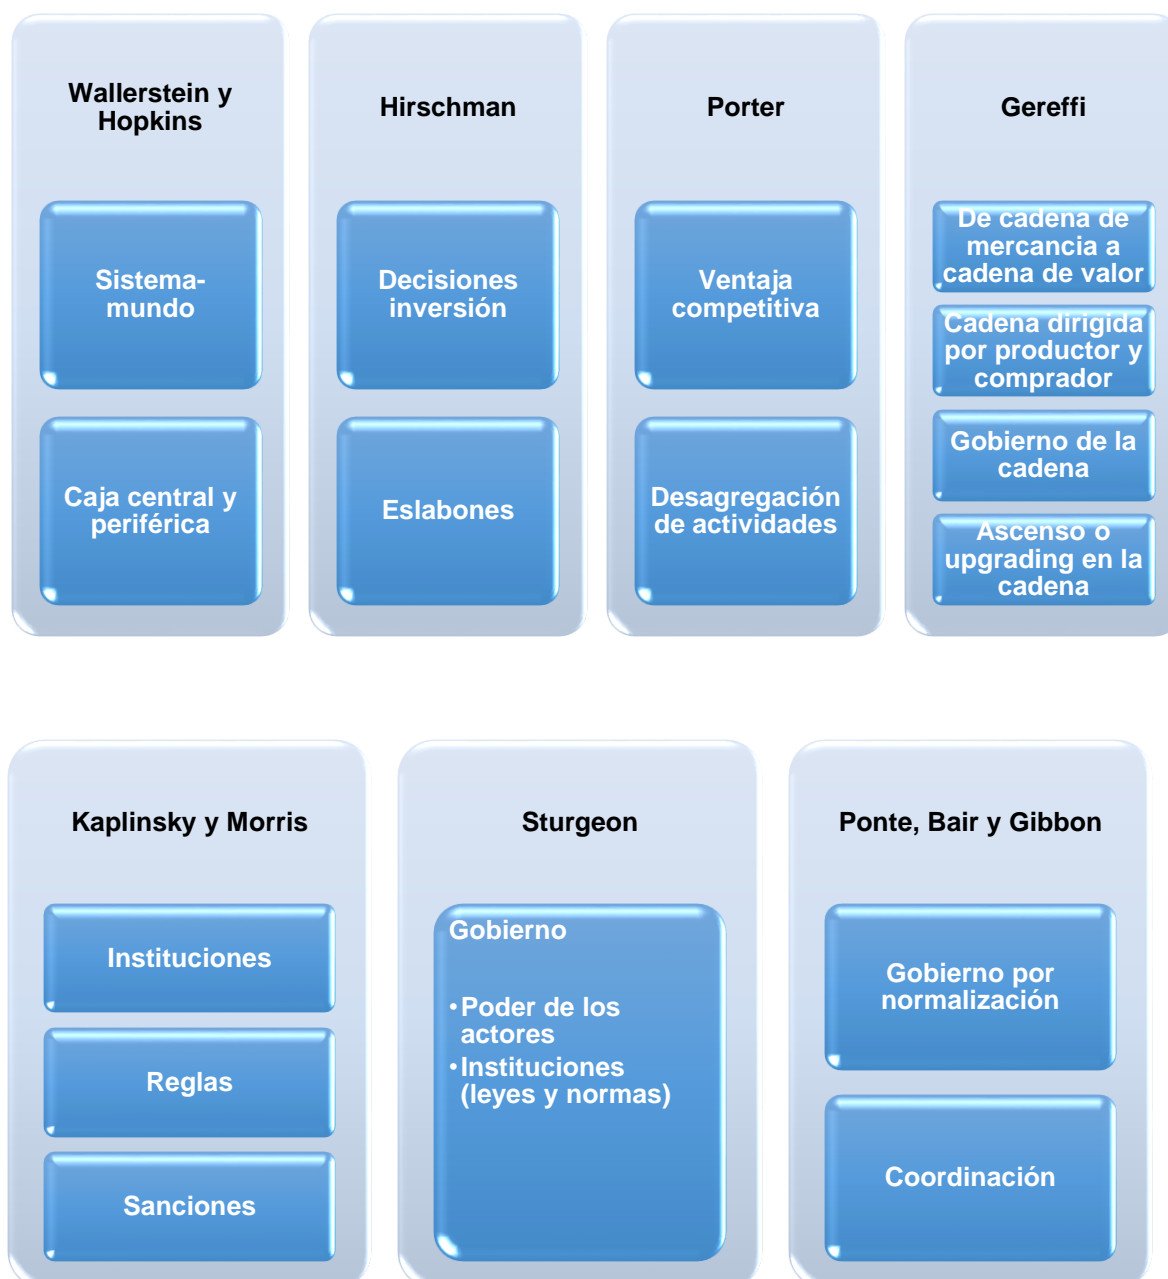 Wallerstein y
Hopkins
Sistema-
mundo
Caja central y
periférica
Hirschman
Decisiones
inversión
Eslabones
Porter
Ventaja
competitiva
Desagregación
de actividades
Gereffi
De cadena de
mercancia a
cadena de valor
Cadena dirigida
por productor y
comprador
Gobierno de la
cadena
Ascenso o
upgrading en la
cadena
Kaplinsky y Morris
Instituciones
Reglas
Sanciones
Sturgeon
Gobierno
•Poder de los
actores
•Instituciones
(leyes y normas)
Ponte, Bair y Gibbon
Gobierno por
normalización
Coordinación